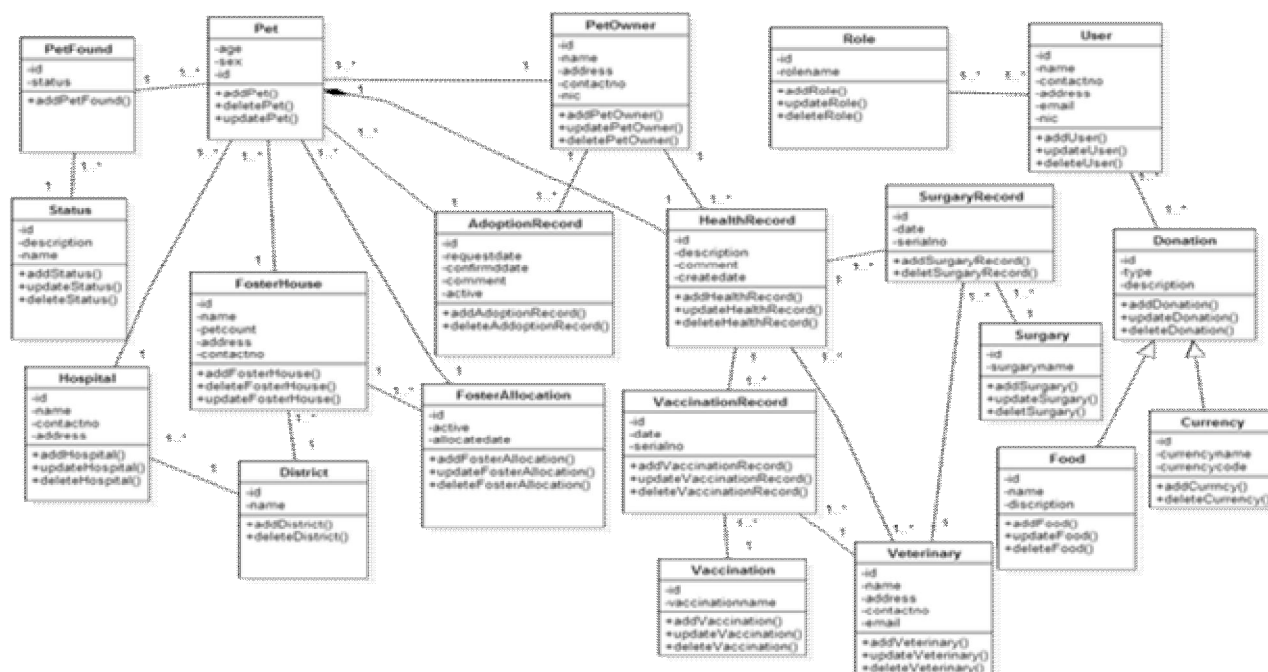 PetFound
-id
-status
+addPetFound()
Pet
-age
-sex
-id
+addPet()
+deletePet()
+updatePet()
PetOwner
-id
-name
-address
-contactno
-nic
+addPetOwner()
+updatePetOwner()
+deletePetOwner()
Role
-id
-rolename
+addRole()
+updateRole()
+deleteRole()
User
-id
-name
-contactno
-address
-email
-nic
+addUser()
+updateUser()
+deleteUser()
Status
-id
-description
-name
+addStatus()
+updateStatus()
+deleteStatus()
FosterHouse
-id
-name
-petcount
-address
-contactno
+addFosterHouse()
+deleteFosterHouse()
+updateFosterHouse()
AdoptionRecord
-id
-requestdate
-confirmddate
-comment
-active
+addAdoptionRecord()
+deleteAddoptionRecord()
HealthRecord
-id
-description
-comment
-createdate
+addHealthRecord()
+updateHealthRecord()
+deleteHealthRecord()
SurgaryRecord
-id
-date
-serialno
+addSurgaryRecord()
+deletSurgaryRecord()
Donation
-id
-type
-description
+addDonation()
+updateDonation()
+deleteDonation()
Hospital
-id
-name
-contactno
-address
+addHospital()
+updateHospital()
+deleteHospital()
District
-id
-name
+addDistrict()
+deleteDistrict()
FosterAllocation
-id
-active
-allocatedate
+addFosterAllocation()
+updateFosterAllocation()
+deleteFosterAllocation()
VaccinationRecord
-id
-date
-serialno
+addVaccinationRecord()
+updateVaccinationRecord()
+deleteVaccinationRecord()
Surgary
-id
-surgaryname
+addSurgary()
+updateSurgary()
+deletSurgary()
Currency
-id
-currencyname
-currencycode
+deleteCurrency()
Food
-id
-name
-discription
+addFood()
+updateFood()
+deleteFood()
Vaccination
-id
-vaccinationname
+addVaccination()
+updateVaccination()
+deleteVaccination()
Veterinary
-id
-name
-address
-contactno
-email
+addVeterinary()
+updateVeterinary()
+deleteVeterinary()